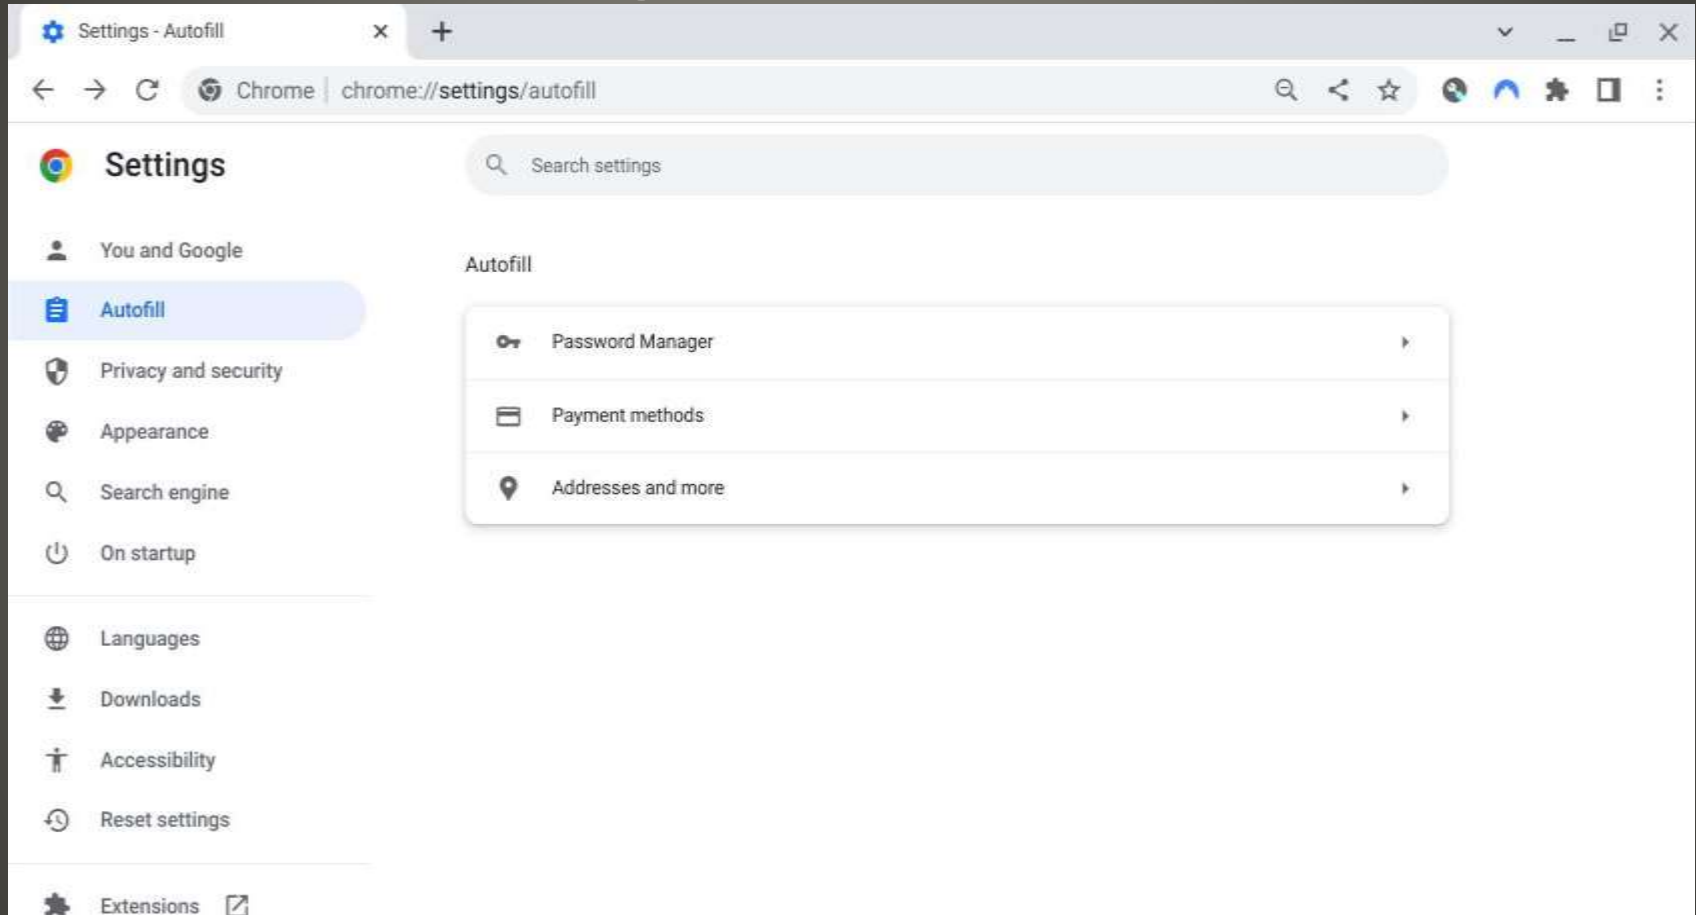 Settings - Autofill
Chrome chrome://settings/autofill
Settings
Search settings
You and Google
Autofill
Privacy and security
Appearance
Search engine
On startup
Languages
Downloads
Accessibility
Reset settings
Extensions
Autofill
Password Manager
Payment methods
Addresses and more